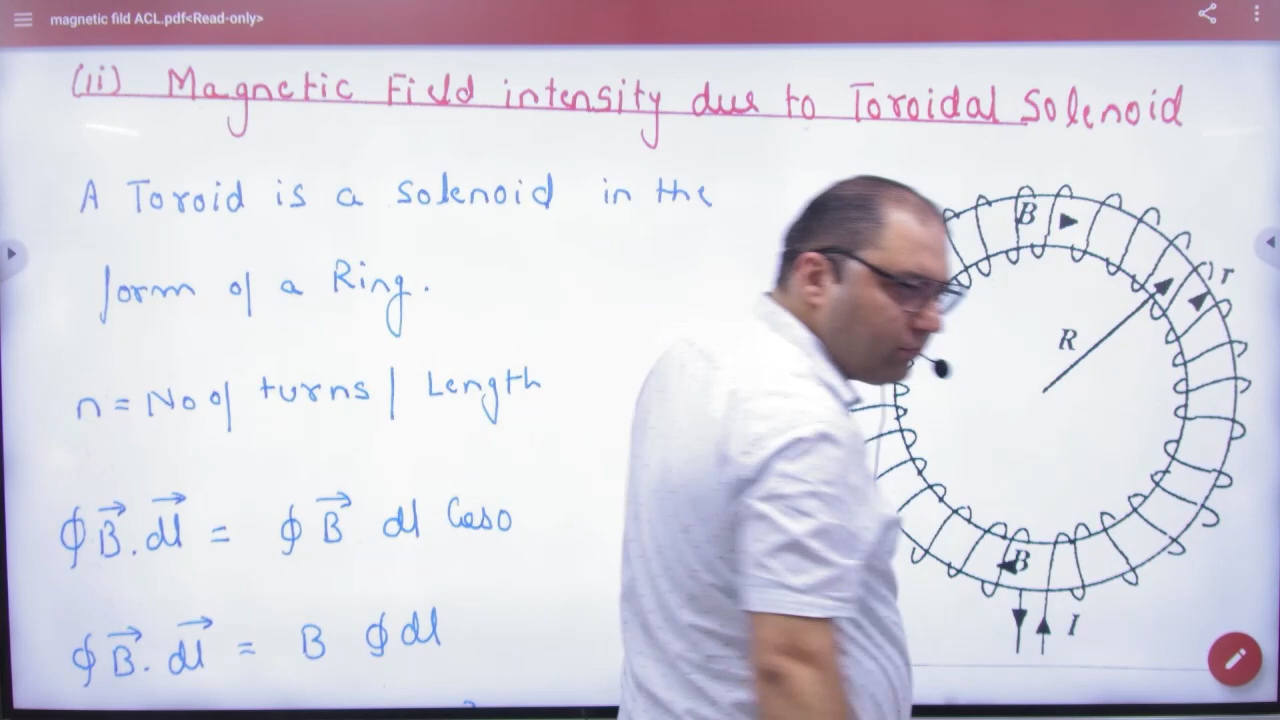 magnetic fild ACL.pdf<Read-only>
(ii) Magnetic Field intensity due to Toroidal Solenoid
A Toroid is a solenoid in the
form of a Ring.
n = No of turns / Length
∮B⃗.dl⃗ = ∮B⃗ dl Cos0
∮B⃗.dl⃗ = B ∮dl
B
r
R
B
I